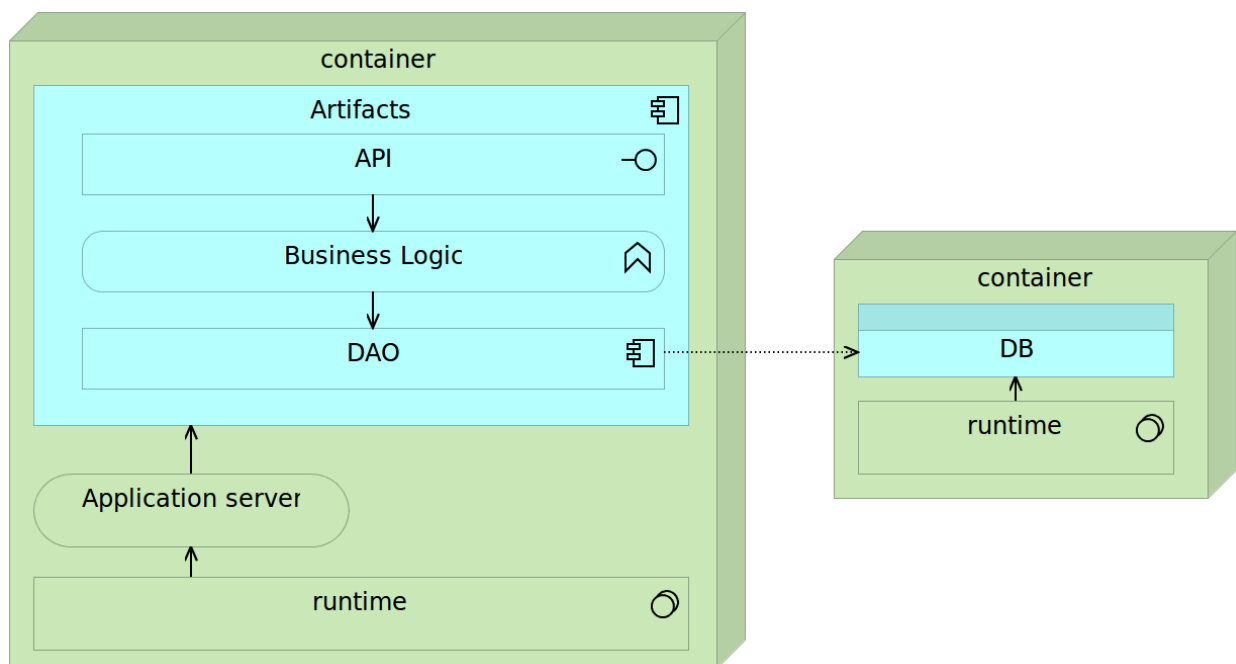 container
Artifacts
API
Business Logic
DAO
Application server
runtime
container
DB
runtime